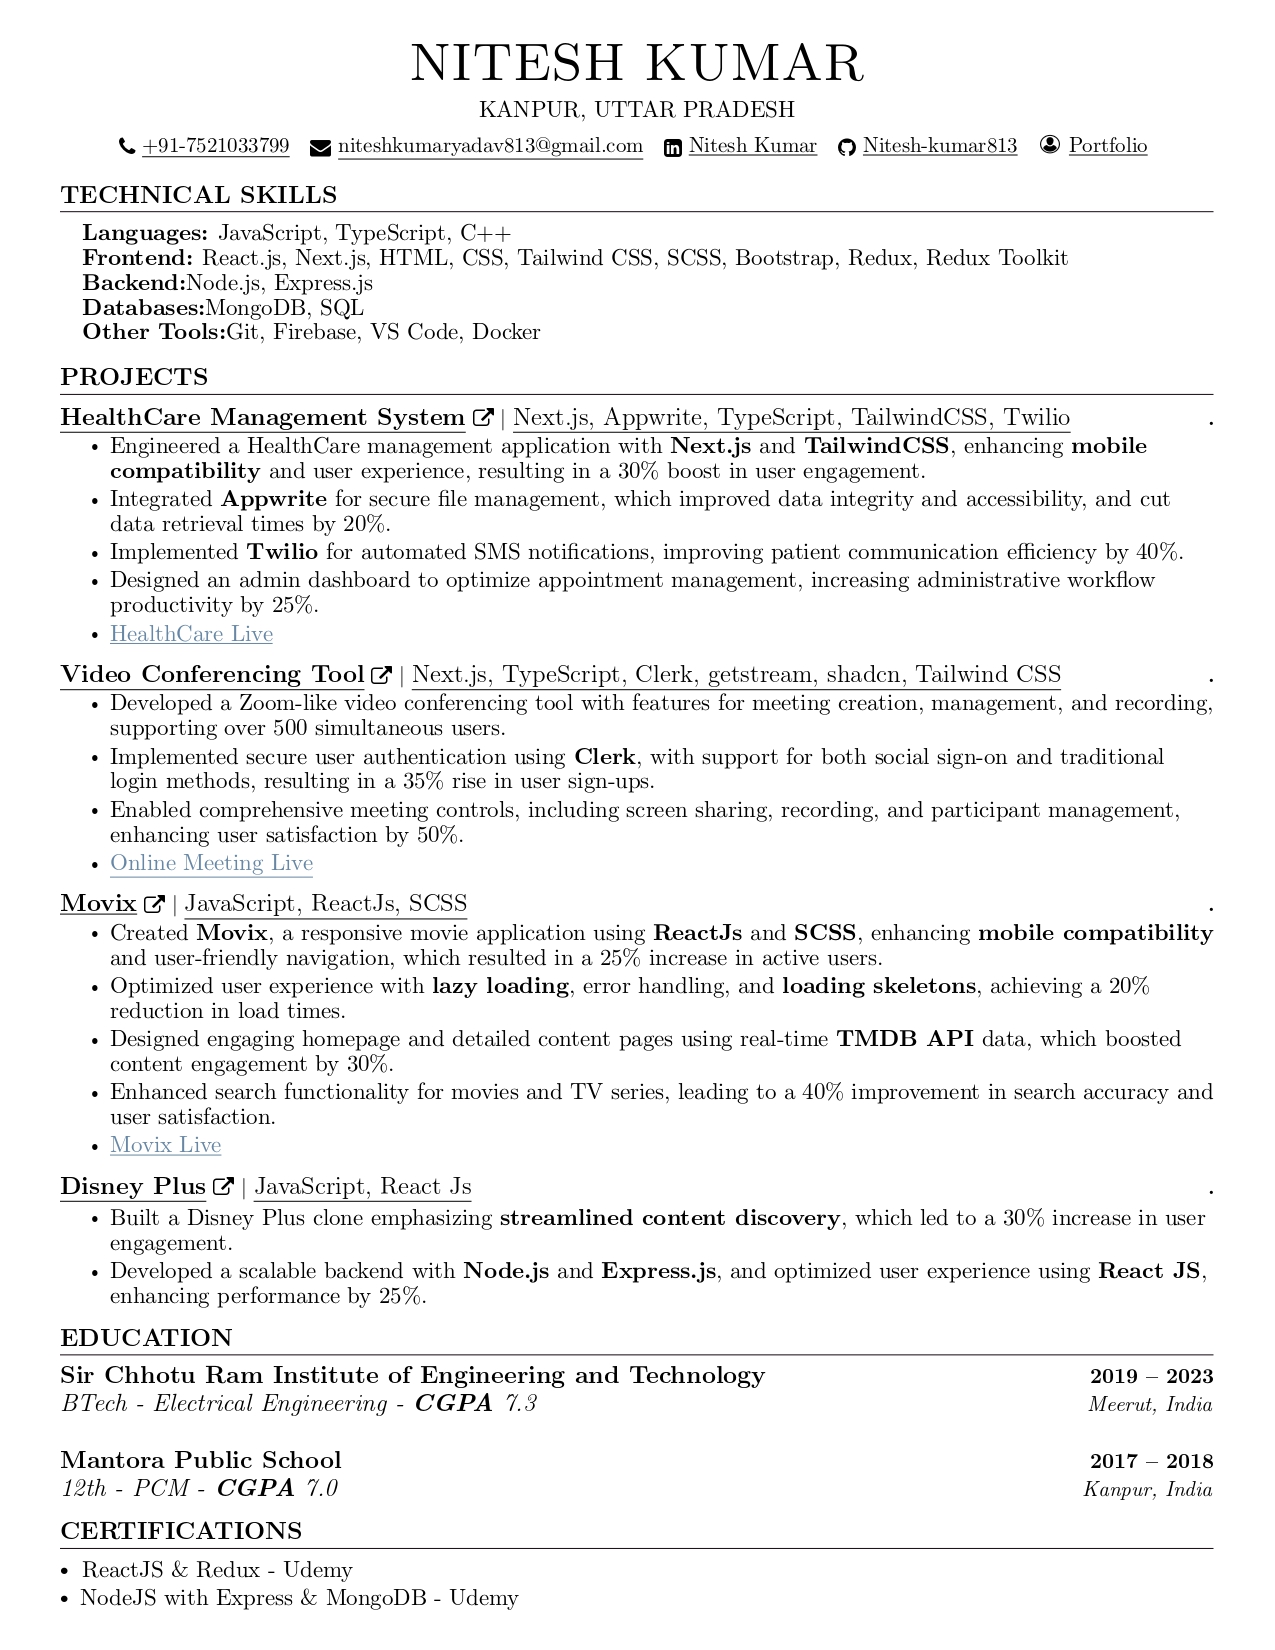 NITESH KUMAR
KANPUR, UTTAR PRADESH
+91-7521033799 niteshkumaryadav813@gmail.com Nitesh Kumar Nitesh-kumar813 Portfolio
TECHNICAL SKILLS
Languages: JavaScript, TypeScript, C++
Frontend: React.js, Next.js, HTML, CSS, Tailwind CSS, SCSS, Bootstrap, Redux, Redux Toolkit
Backend:Node.js, Express.js
Databases:MongoDB, SQL
Other Tools:Git, Firebase, VS Code, Docker
PROJECTS
HealthCare Management System | Next.js, Appwrite, TypeScript, TailwindCSS, Twilio .
• Engineered a HealthCare management application with Next.js and TailwindCSS, enhancing mobile
compatibility and user experience, resulting in a 30% boost in user engagement.
• Integrated Appwrite for secure file management, which improved data integrity and accessibility, and cut
data retrieval times by 20%.
• Implemented Twilio for automated SMS notifications, improving patient communication efficiency by 40%.
• Designed an admin dashboard to optimize appointment management, increasing administrative workflow
productivity by 25%.
• HealthCare Live
Video Conferencing Tool | Next.js, TypeScript, Clerk, getstream, shadcn, Tailwind CSS .
• Developed a Zoom-like video conferencing tool with features for meeting creation, management, and recording,
supporting over 500 simultaneous users.
• Implemented secure user authentication using Clerk, with support for both social sign-on and traditional
login methods, resulting in a 35% rise in user sign-ups.
• Enabled comprehensive meeting controls, including screen sharing, recording, and participant management,
enhancing user satisfaction by 50%.
• Online Meeting Live
Movix | JavaScript, ReactJs, SCSS .
• Created Movix, a responsive movie application using ReactJs and SCSS, enhancing mobile compatibility
and user-friendly navigation, which resulted in a 25% increase in active users.
• Optimized user experience with lazy loading, error handling, and loading skeletons, achieving a 20%
reduction in load times.
• Designed engaging homepage and detailed content pages using real-time TMDB API data, which boosted
content engagement by 30%.
• Enhanced search functionality for movies and TV series, leading to a 40% improvement in search accuracy and
user satisfaction.
• Movix Live
Disney Plus | JavaScript, React Js .
• Built a Disney Plus clone emphasizing streamlined content discovery, which led to a 30% increase in user
engagement.
• Developed a scalable backend with Node.js and Express.js, and optimized user experience using React JS,
enhancing performance by 25%.
EDUCATION
Sir Chhotu Ram Institute of Engineering and Technology 2019 – 2023
BTech - Electrical Engineering - CGPA 7.3 Meerut, India
Mantora Public School 2017 – 2018
12th - PCM - CGPA 7.0 Kanpur, India
CERTIFICATIONS
• ReactJS & Redux - Udemy
• NodeJS with Express & MongoDB - Udemy